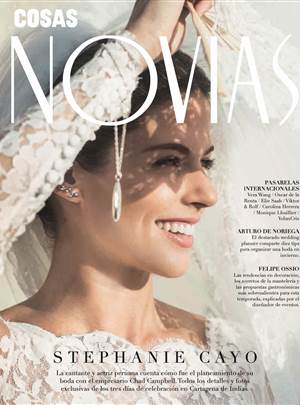 COSAS
NOVIAS
PASARELAS
INTERNACIONALES
Vera Wang / Oscar de la
Renta / Elie Saab / Viktor
& Rolf / Carolina Herrera
/ Monique Lhuillier
YolanCris
ARTURO DE NORIEGA
El destacado wedding
planner comparte diez tips
para organizar una boda en
invierno.
FELIPE OSSIO
Las tendencias en decoración,
los secretos de la mantelería y
las propuestas gastronómicas
más sobresalientes para esta
temporada, explicadas por el
diseñador de eventos.
STEPHANIE CAYO
La cantante y actriz peruana cuenta cómo fue el planeamiento de su
boda con el empresario Chad Campbell. Todos los detalles y fotos
exclusivas de los tres días de celebración en Cartagena de Indias.